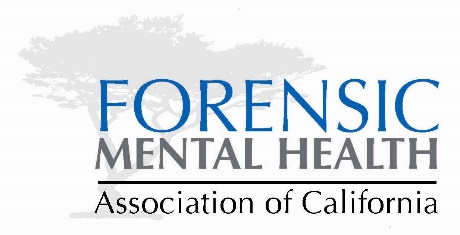 FORENSIC
MENTAL HEALTH
Association of California